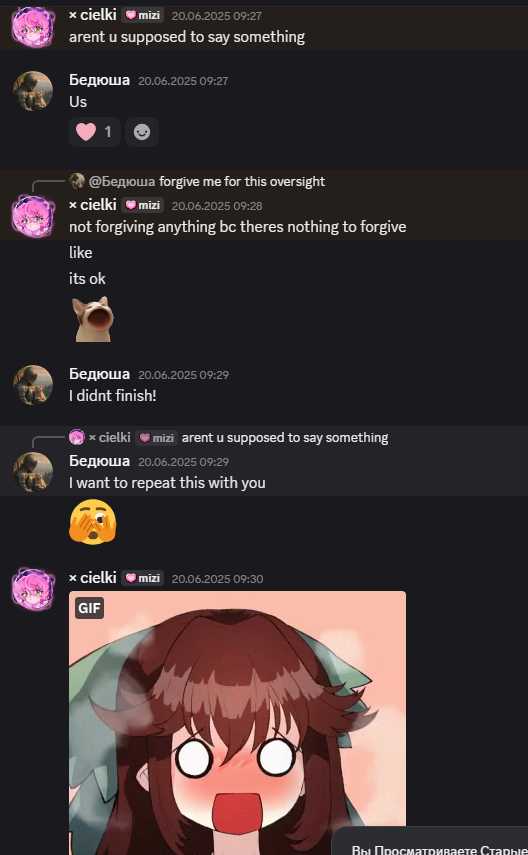 × cielki mizi 20.06.2025 09:27
arent u supposed to say something
Бедюша 20.06.2025 09:27
Us
1
@Бедюша forgive me for this oversight
× cielki mizi 20.06.2025 09:28
not forgiving anything bc theres nothing to forgive
like
its ok
Бедюша 20.06.2025 09:29
I didnt finish!
× cielki mizi arent u supposed to say something
Бедюша 20.06.2025 09:29
I want to repeat this with you
× cielki mizi 20.06.2025 09:30
GIF
Вы Просматриваете Старые